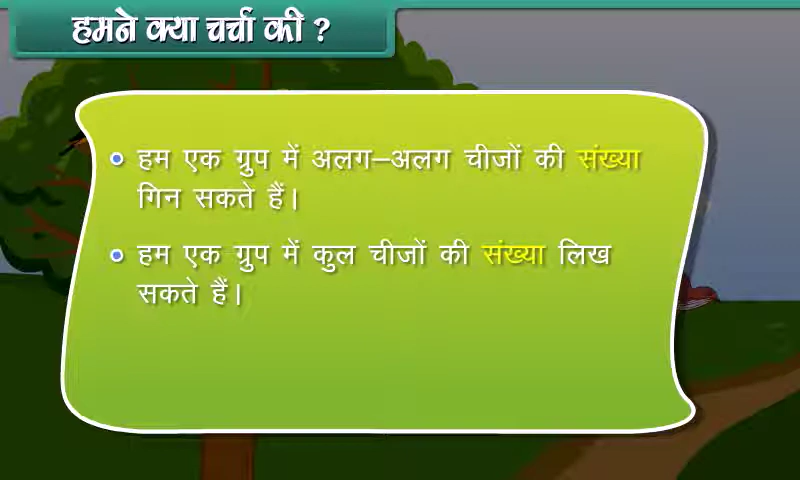 हमने क्या चर्चा की ?
हम एक ग्रुप में अलग–अलग चीजों की संख्या
गिन सकते हैं।
हम एक ग्रुप में कुल चीजों की संख्या लिख
सकते हैं।